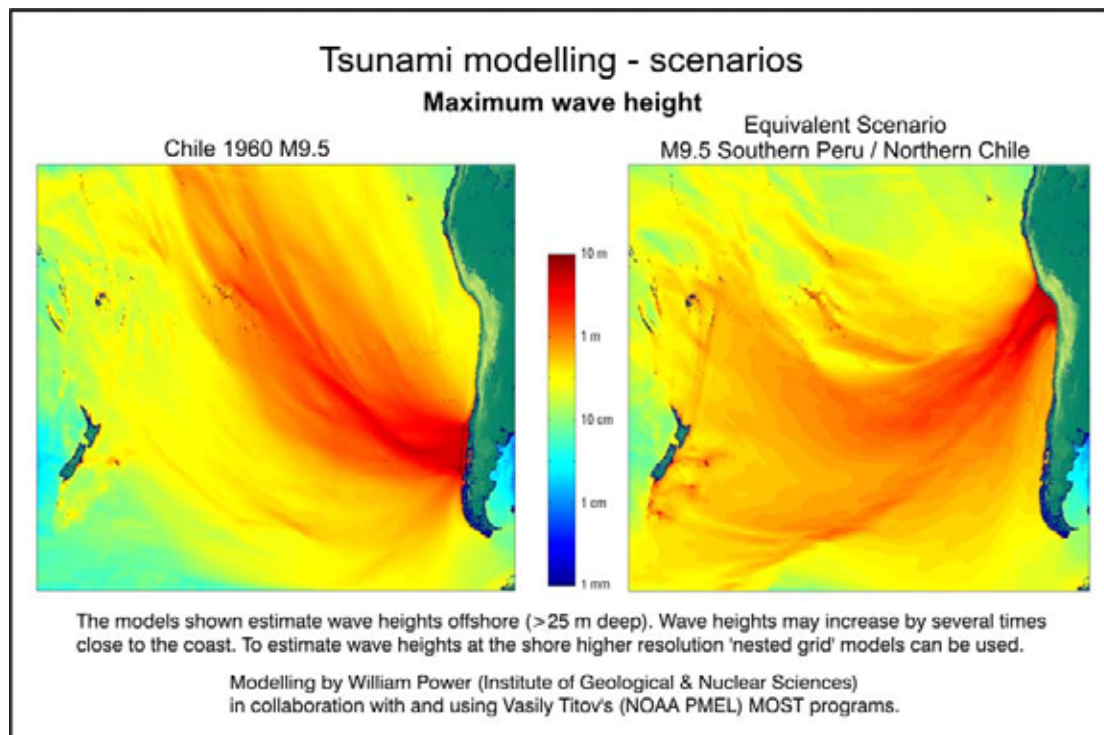 Tsunami modelling - scenarios
Maximum wave height
Chile 1960 M9.5
Equivalent Scenario
M9.5 Southern Peru / Northern Chile
10 m
1 m
10 cm
1 cm
1 mm
The models shown estimate wave heights offshore (>25 m deep). Wave heights may increase by several times
close to the coast. To estimate wave heights at the shore higher resolution 'nested grid' models can be used.
Modelling by William Power (Institute of Geological & Nuclear Sciences)
in collaboration with and using Vasily Titov's (NOAA PMEL) MOST programs.